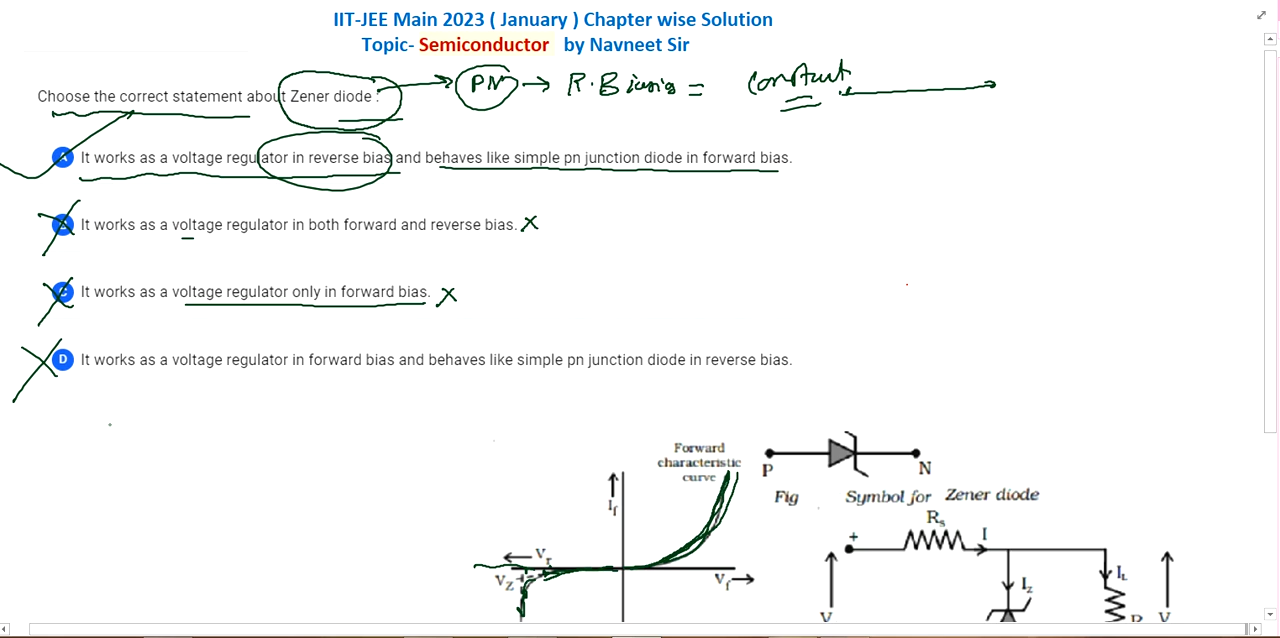 IIT-JEE Main 2023 ( January ) Chapter wise Solution
Topic- Semiconductor by Navneet Sir
Choose the correct statement about Zener diode :
PN → R.Biasing = constant
A It works as a voltage regulator in reverse bias and behaves like simple pn junction diode in forward bias.
It works as a voltage regulator in both forward and reverse bias. X
C It works as a voltage regulator only in forward bias. X
D It works as a voltage regulator in forward bias and behaves like simple pn junction diode in reverse bias.
Forward
characteristic
curve
If
Vr
VZ
Vf
P
N
Fig Symbol for Zener diode
Rs
+
I
IZ
IL
R
V
V